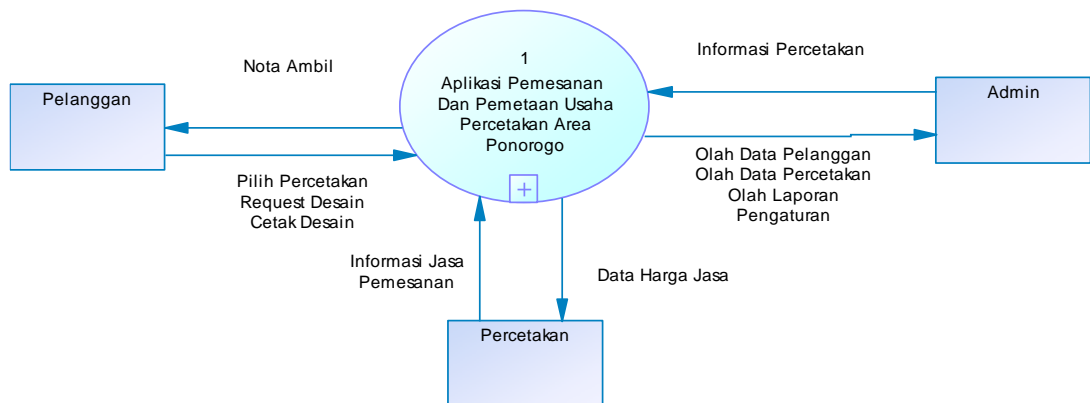 Nota Ambil
Pelanggan
Pilih Percetakan
Request Desain
Cetak Desain
1
Aplikasi Pemesanan
Dan Pemetaan Usaha
Percetakan Area
Ponorogo
Informasi Percetakan
Admin
Olah Data Pelanggan
Olah Data Percetakan
Olah Laporan
Pengaturan
Informasi Jasa
Pemesanan
Data Harga Jasa
Percetakan